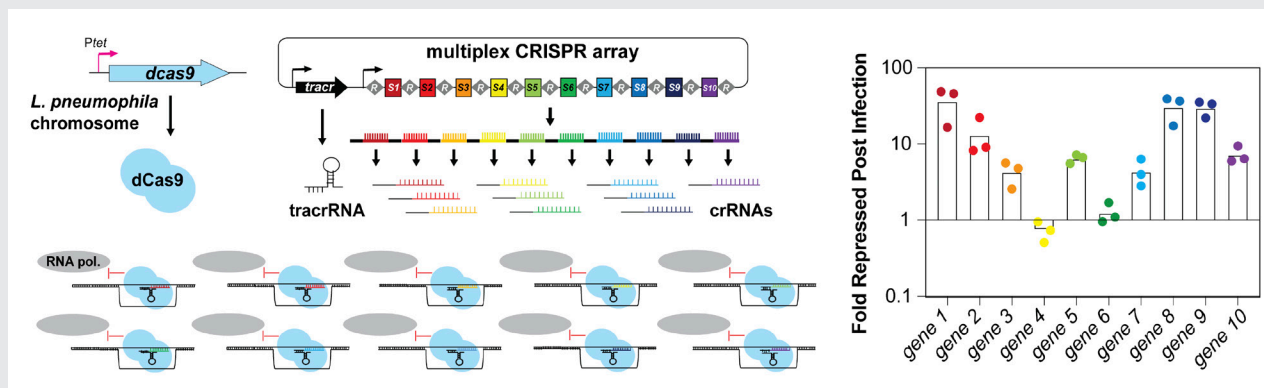 Ptet
dcas9
L. pneumophila
chromosome
dCas9
multiplex CRISPR array
tracr
R S1 R S2 R S3 R S4 R S5 R S6 R S7 R S8 R S9 R S10 R
tracrRNA
crRNAs
RNA pol.
Fold Repressed Post Infection
100
10
1
0.1
gene 1
gene 2
gene 3
gene 4
gene 5
gene 6
gene 7
gene 8
gene 9
gene 10